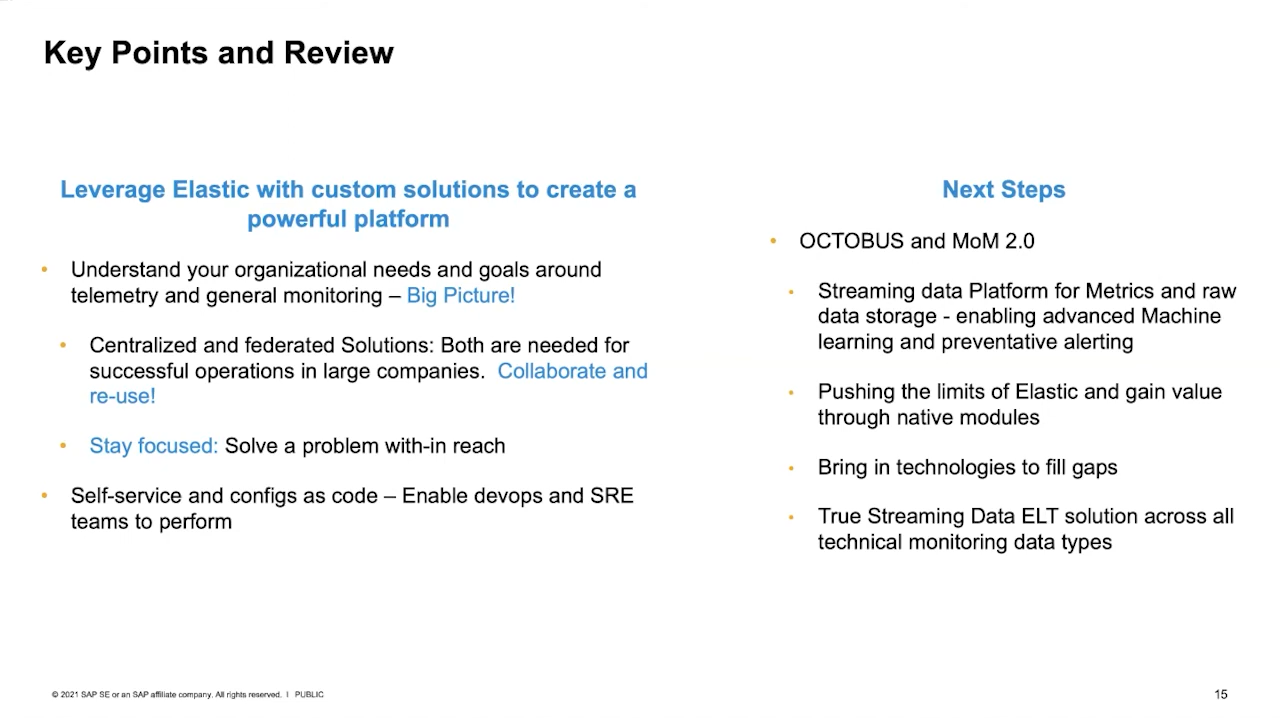 Key Points and Review
Leverage Elastic with custom solutions to create a
powerful platform
• Understand your organizational needs and goals around
telemetry and general monitoring – Big Picture!
• Centralized and federated Solutions: Both are needed for
successful operations in large companies.  Collaborate and
re-use!
• Stay focused: Solve a problem with-in reach
• Self-service and configs as code – Enable devops and SRE
teams to perform
Next Steps
• OCTOBUS and MoM 2.0
• Streaming data Platform for Metrics and raw
data storage - enabling advanced Machine
learning and preventative alerting
• Pushing the limits of Elastic and gain value
through native modules
• Bring in technologies to fill gaps
• True Streaming Data ELT solution across all
technical monitoring data types
© 2021 SAP SE or an SAP affiliate company. All rights reserved. I PUBLIC
15